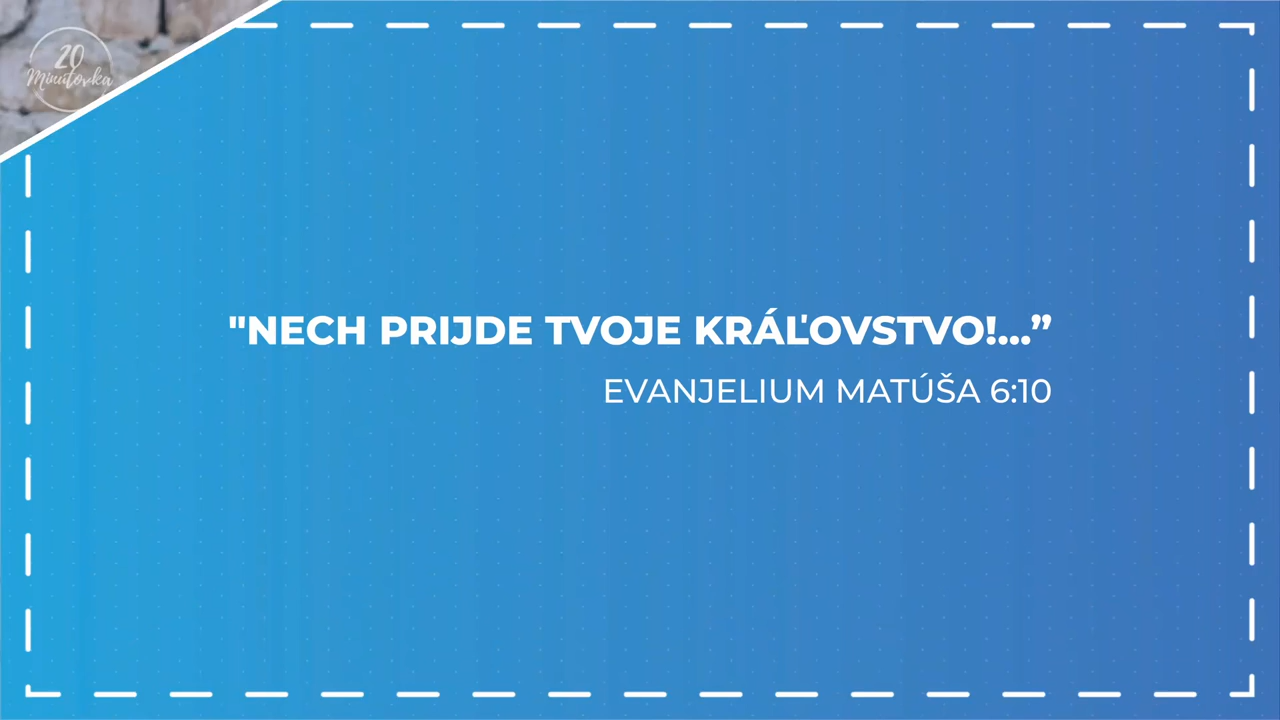 20
Minútovka
"NECH PRIJDE TVOJE KRÁĽOVSTVO!...”
EVANJELIUM MATÚŠA 6:10